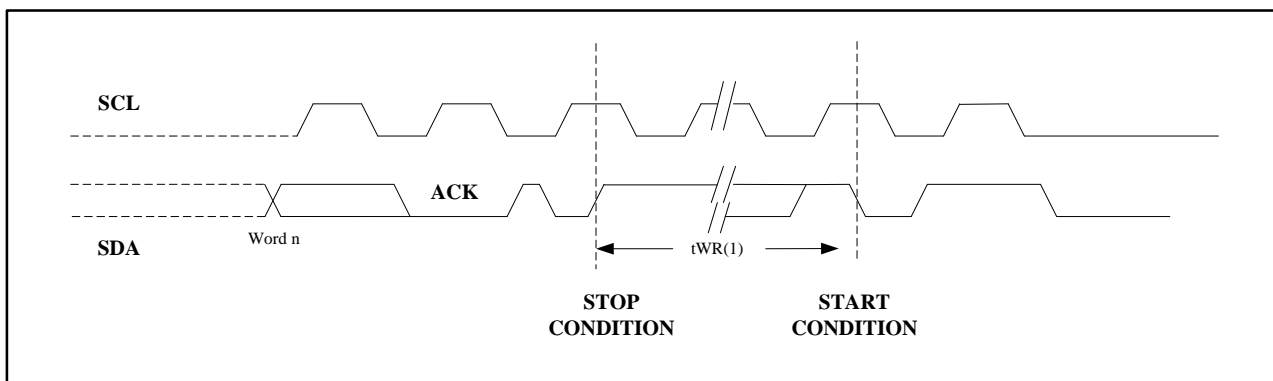 SCL
ACK
SDA
Word n
tWR(1)
STOP
CONDITION
START
CONDITION